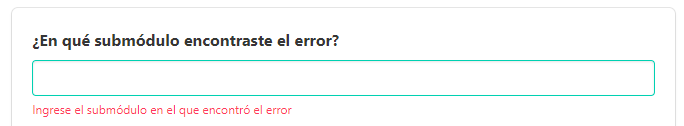 ¿En qué submódulo encontraste el error?
Ingrese el submódulo en el que encontró el error